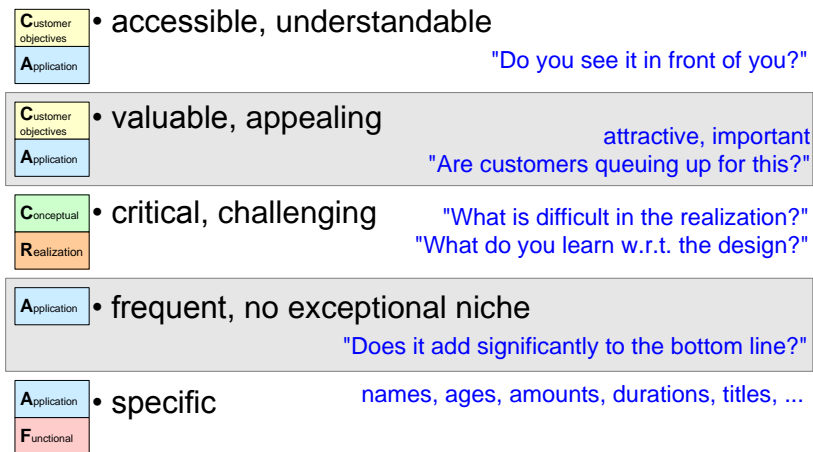 Customer
objectives
Application
• accessible, understandable
"Do you see it in front of you?"
Customer
objectives
Application
• valuable, appealing
attractive, important
"Are customers queuing up for this?"
Conceptual
Realization
• critical, challenging
"What is difficult in the realization?"
"What do you learn w.r.t. the design?"
Application
• frequent, no exceptional niche
"Does it add significantly to the bottom line?"
Application
Functional
• specific
names, ages, amounts, durations, titles, ...